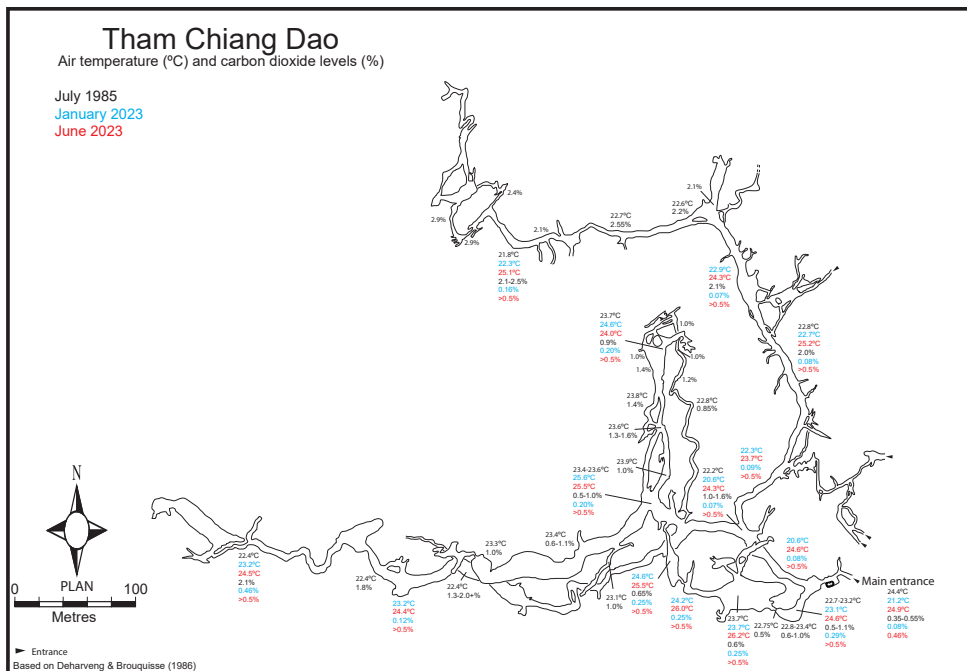 Tham Chiang Dao
Air temperature (ºC) and carbon dioxide levels (%)
July 1985
January 2023
June 2023
2.4%
2.9%
2.9%
2.1%
22.7ºC
2.55%
2.1%
22.6ºC
2.2%
21.8ºC
22.3ºC
25.1ºC
2.1-2.5%
0.16%
>0.5%
22.9ºC
24.3ºC
2.1%
0.07%
>0.5%
22.8ºC
22.7ºC
25.2ºC
2.0%
0.08%
>0.5%
23.7ºC
24.6ºC
24.0ºC
0.9%
0.20%
>0.5%
1.0%
1.0%
1.0%
1.4%
1.2%
23.8ºC
1.4%
22.8ºC
0.85%
23.6ºC
1.3-1.6%
23.9ºC
1.0%
23.4-23.6ºC
25.6ºC
25.5ºC
0.5-1.0%
0.20%
>0.5%
22.2ºC
20.6ºC
24.3ºC
1.0-1.6%
0.07%
>0.5%
22.3ºC
23.7ºC
0.09%
>0.5%
N
PLAN
0 100
Metres
22.4ºC
23.2ºC
24.5ºC
2.1%
0.46%
>0.5%
22.4ºC
1.8%
23.2ºC
24.4ºC
0.12%
>0.5%
22.4ºC
1.3-2.0+%
23.3ºC
1.0%
23.4ºC
0.6-1.1%
23.1ºC
1.0%
24.6ºC
25.5ºC
0.65%
0.25%
>0.5%
24.2ºC
26.0ºC
0.25%
>0.5%
23.7ºC
23.7ºC
26.2ºC
0.6%
0.25%
>0.5%
22.75ºC
0.5%
22.8-23.4ºC
0.6-1.0%
22.7-23.2ºC
23.1ºC
24.6ºC
0.5-1.1%
0.29%
>0.5%
20.6ºC
24.6ºC
0.08%
>0.5%
Main entrance
24.4ºC
21.2ºC
24.9ºC
0.35-0.55%
0.08%
0.46%
Entrance
Based on Deharveng & Brouquisse (1986)